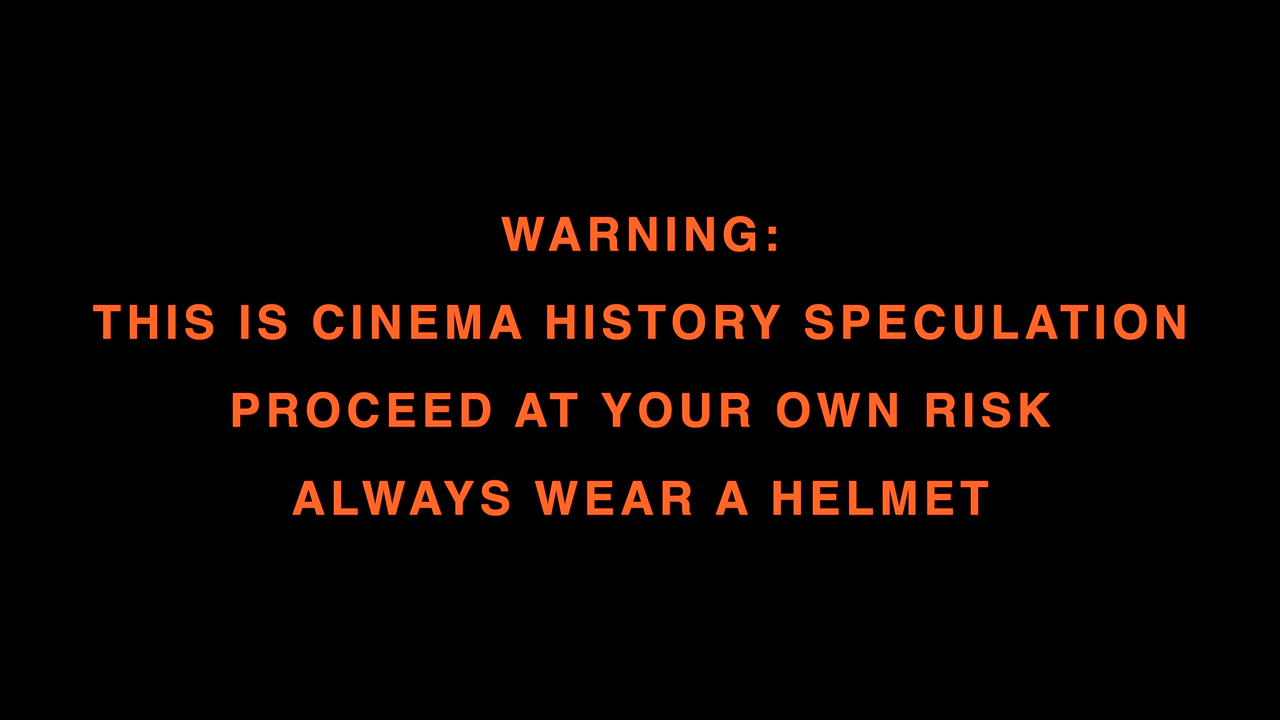 WARNING:
THIS IS CINEMA HISTORY SPECULATION
PROCEED AT YOUR OWN RISK
ALWAYS WEAR A HELMET